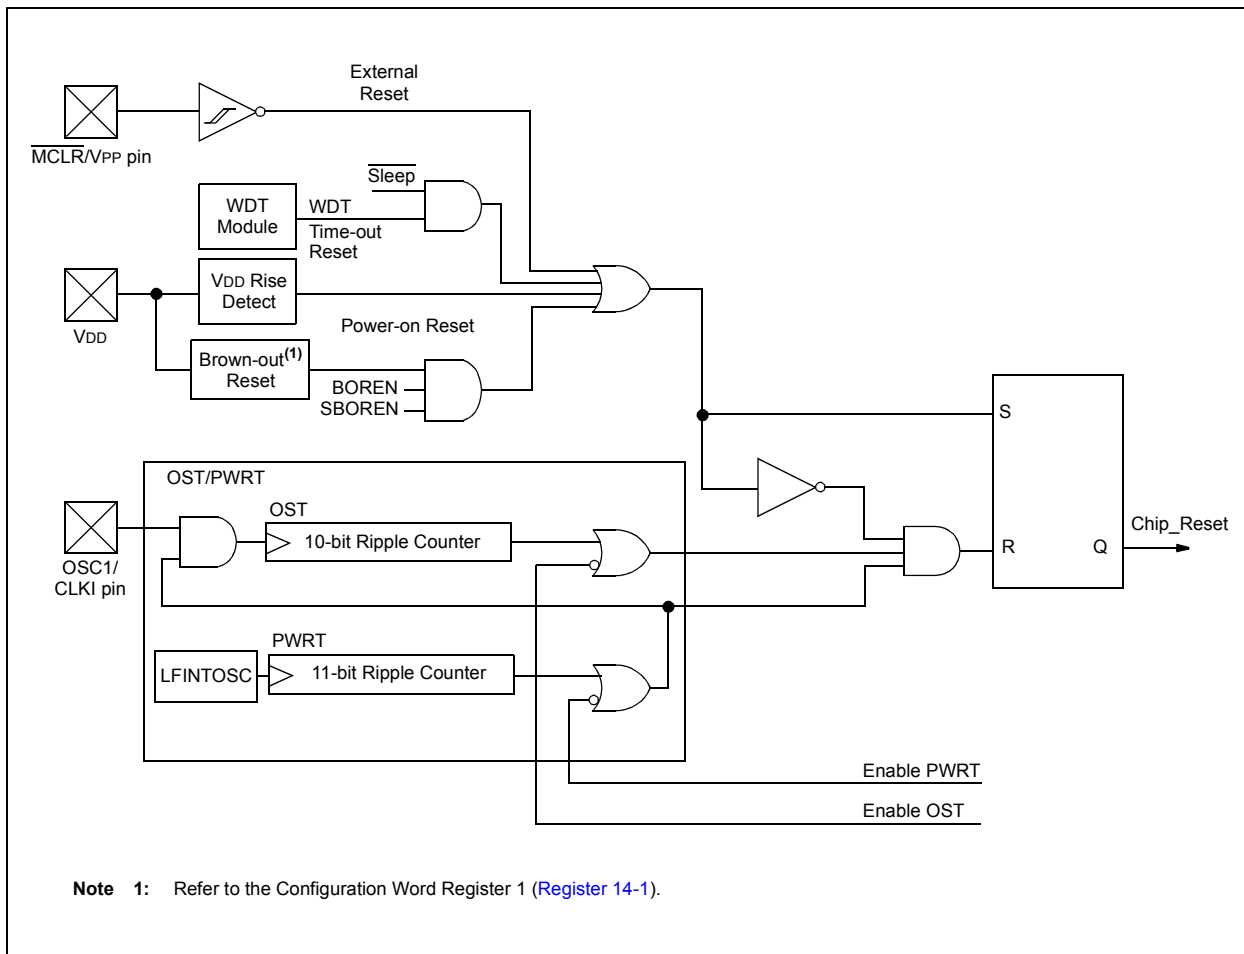 External
Reset
MCLR/VPP pin
Sleep
WDT
Module
WDT
Time-out
Reset
VDD Rise
Detect
VDD
Power-on Reset
Brown-out(1)
Reset
BOREN
SBOREN
S
OST/PWRT
OST
10-bit Ripple Counter
OSC1/
CLKI pin
Chip_Reset
R
Q
PWRT
LFINTOSC
11-bit Ripple Counter
Enable PWRT
Enable OST
Note 1: Refer to the Configuration Word Register 1 (Register 14-1).